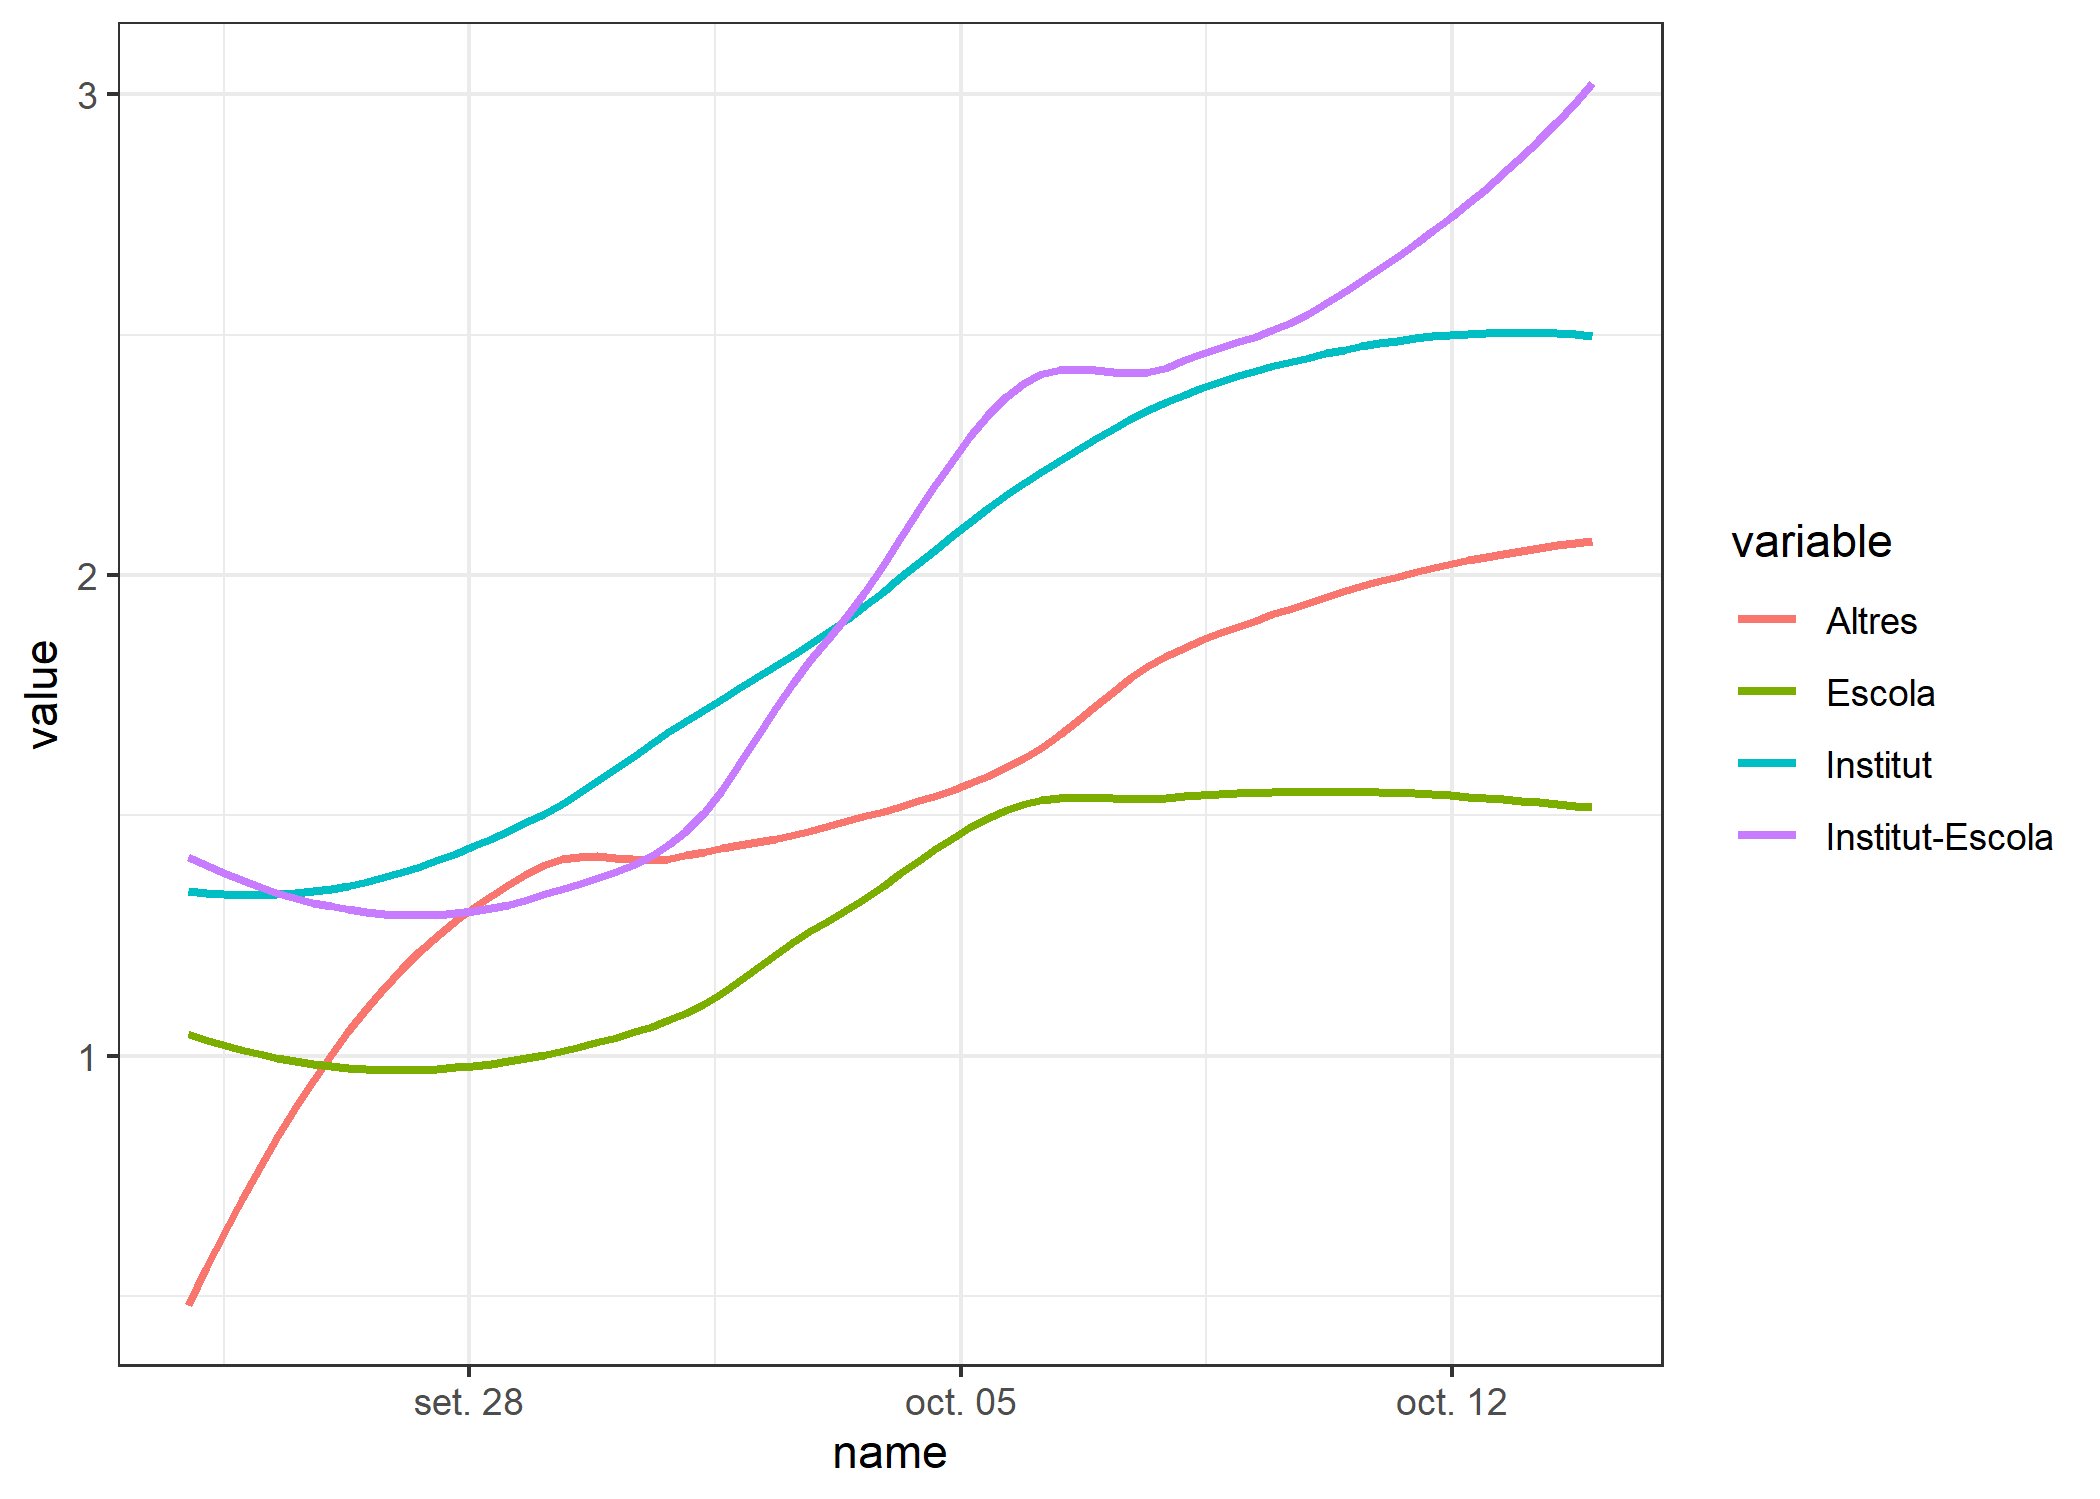 3
2
1
value
set. 28
oct. 05
oct. 12
name
variable
Altres
Escola
Institut
Institut-Escola